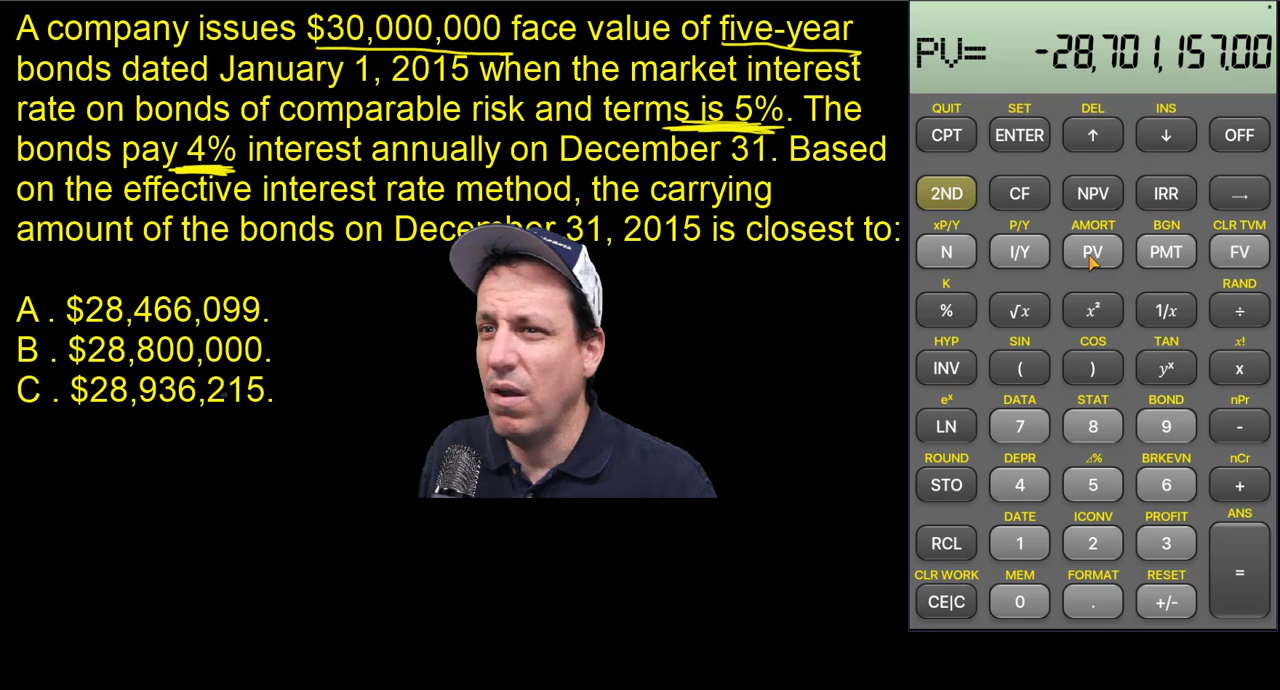 A company issues $30,000,000 face value of five-year
bonds dated January 1, 2015 when the market interest
rate on bonds of comparable risk and terms is 5%. The
bonds pay 4% interest annually on December 31. Based
on the effective interest rate method, the carrying
amount of the bonds on December 31, 2015 is closest to:
A . $28,466,099.
B . $28,800,000.
C . $28,936,215.
*
PV= -28,701,157.00
QUIT SET DEL INS
CPT ENTER ↑ ↓ OFF
2ND CF NPV IRR →
xP/Y P/Y AMORT BGN CLR TVM
N I/Y PV PMT FV
K RAND
% √x x² 1/x ÷
HYP SIN COS TAN x!
INV ( ) yˣ x
eˣ DATA STAT BOND nPr
LN 7 8 9 -
ROUND DEPR ⊿% BRKEVN nCr
STO 4 5 6 +
DATE ICONV PROFIT ANS
RCL 1 2 3 =
CLR WORK MEM FORMAT RESET
CE|C 0 . +/-